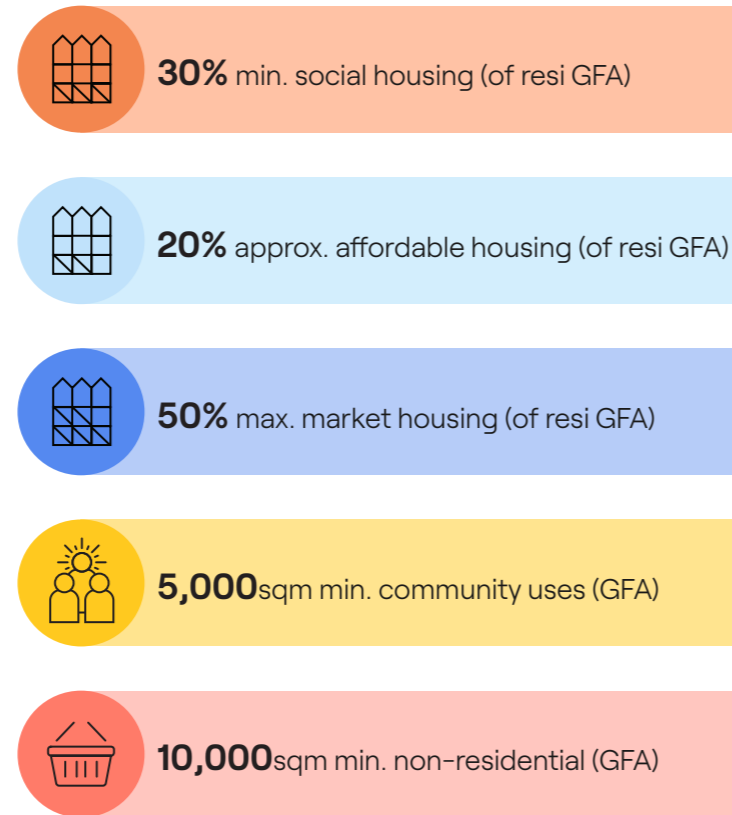 30% min. social housing (of resi GFA)
20% approx. affordable housing (of resi GFA)
50% max. market housing (of resi GFA)
5,000sqm min. community uses (GFA)
10,000sqm min. non-residential (GFA)